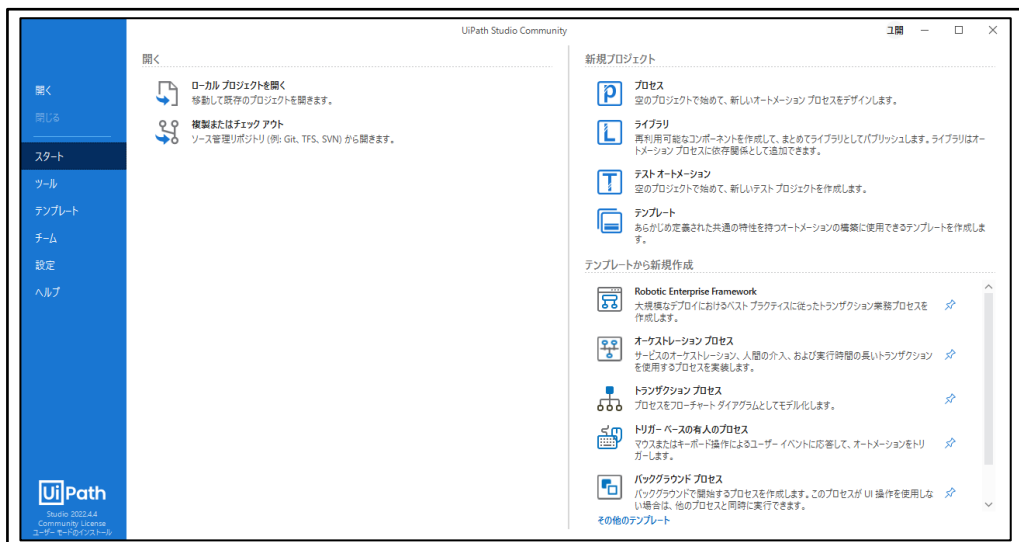 UiPath Studio Community
ユ開
開く
閉じる
スタート
ツール
テンプレート
チーム
設定
ヘルプ
UiPath
Studio 2022.4.4
Community License
ユーザー モードのインストール
開く
ローカル プロジェクトを開く
移動して既存のプロジェクトを開きます。
複製またはチェック アウト
ソース管理リポジトリ (例: Git、TFS、SVN) から開きます。
新規プロジェクト
プロセス
空のプロジェクトで始めて、新しいオートメーション プロセスをデザインします。
ライブラリ
再利用可能なコンポーネントを作成して、まとめてライブラリとしてパブリッシュします。ライブラリはオー
トメーション プロセスに依存関係として追加できます。
テスト オートメーション
空のプロジェクトで始めて、新しいテスト プロジェクトを作成します。
テンプレート
あらかじめ定義された共通の特性を持つオートメーションの構築に使用できるテンプレートを作成しま
す。
テンプレートから新規作成
Robotic Enterprise Framework
大規模なデプロイにおけるベスト プラクティスに従ったトランザクション業務プロセスを
作成します。
オーケストレーション プロセス
サービスのオーケストレーション、人間の介入、および実行時間の長いトランザクション
を使用するプロセスを実装します。
トランザクション プロセス
プロセスをフローチャート ダイアグラムとしてモデル化します。
トリガー ベースの有人のプロセス
マウスまたはキーボード操作によるユーザー イベントに応答して、オートメーションをトリ
ガーします。
バックグラウンド プロセス
バックグラウンドで開始するプロセスを作成します。このプロセスが UI 操作を使用しな
い場合は、他のプロセスと同時に実行できます。
その他のテンプレート